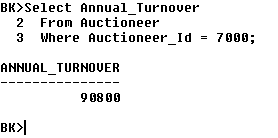 BK>Select Annual_Turnover
2 From Auctioneer
3 Where Auctioneer_Id = 7000;
ANNUAL_TURNOVER
---------------
90800
BK>